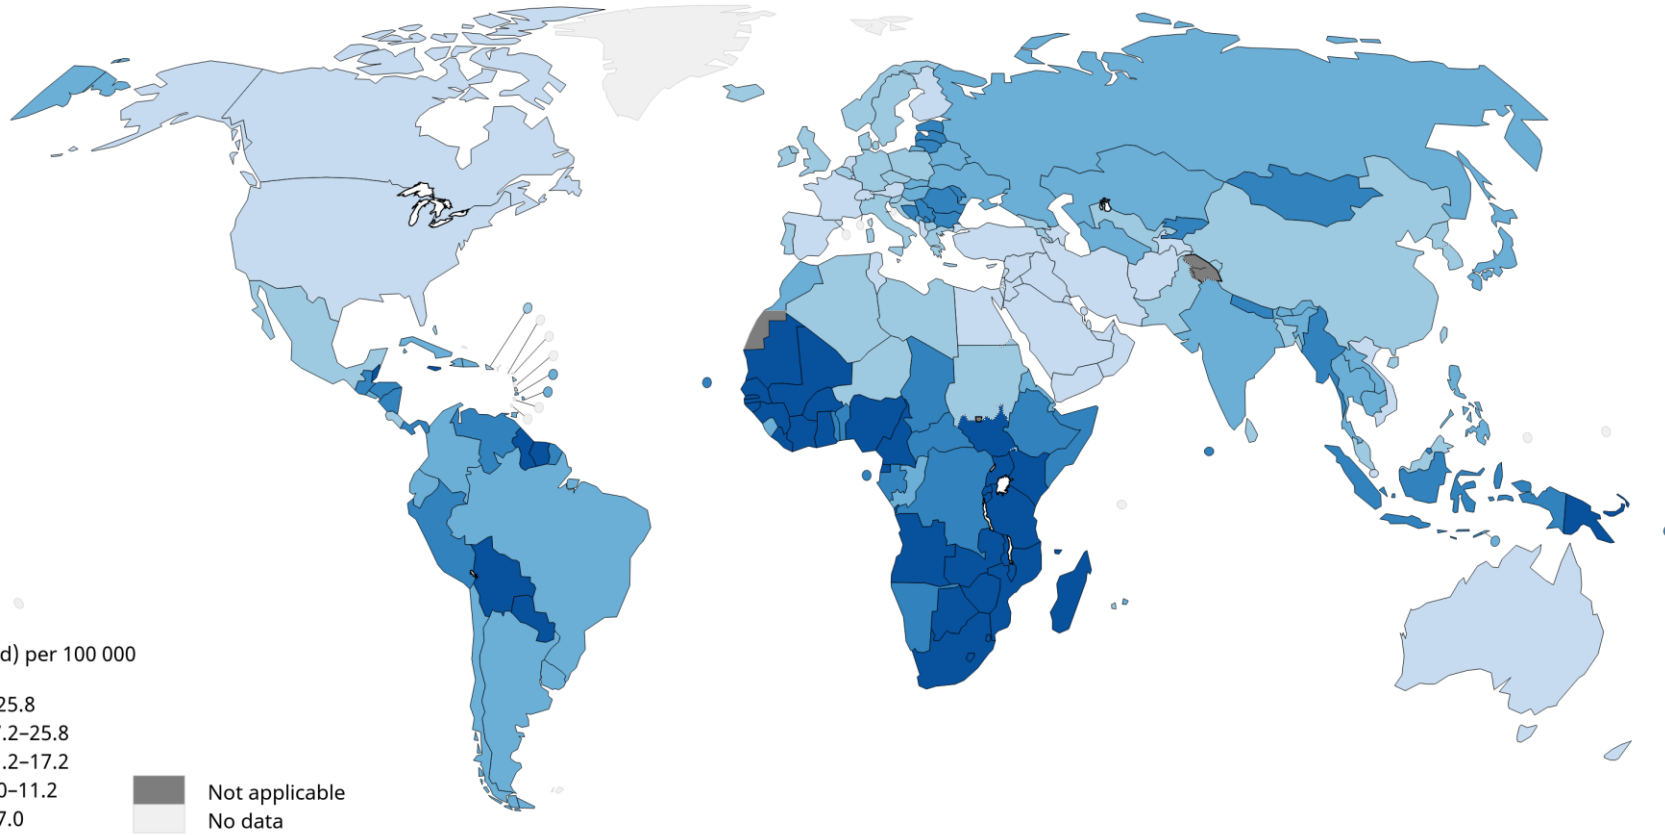 d) per 100 000
25.8
7.2–25.8
.2–17.2
0–11.2
7.0
Not applicable
No data